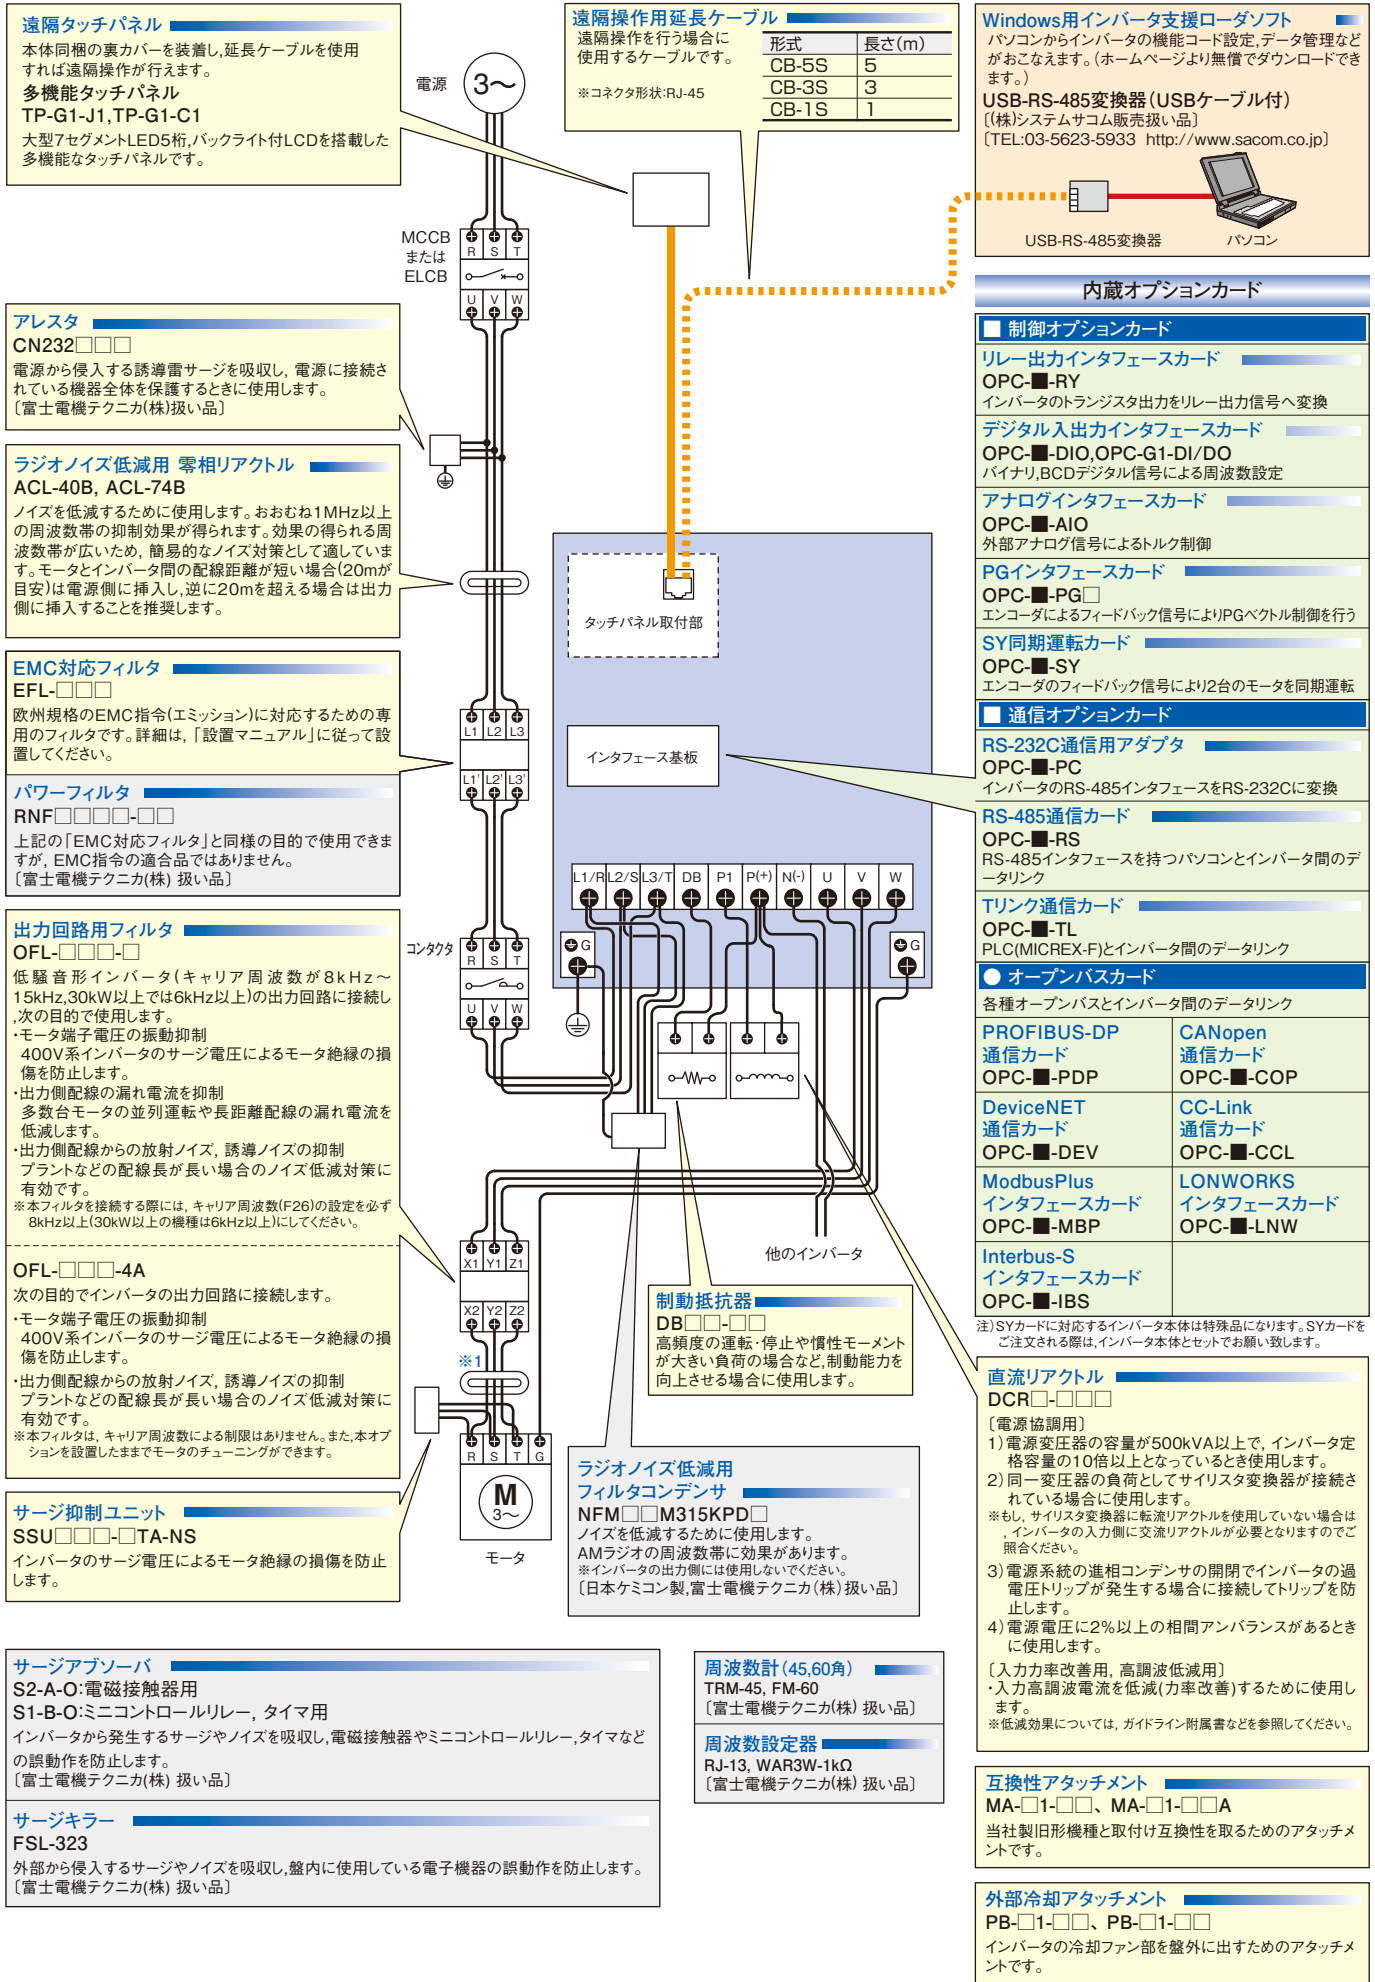 遠隔タッチパネル
本体同梱の裏カバーを装着し,延長ケーブルを使用
すれば遠隔操作が行えます。
多機能タッチパネル
TP-G1-J1,TP-G1-C1
大型7セグメントLED5桁,バックライト付LCDを搭載した
多機能なタッチパネルです。
電源
3～
遠隔操作用延長ケーブル
遠隔操作を行う場合に
使用するケーブルです。
※コネクタ形状:RJ-45
形式 長さ(m)
CB-5S 5
CB-3S 3
CB-1S 1
Windows用インバータ支援ローダソフト
パソコンからインバータの機能コード設定,データ管理など
がおこなえます。(ホームページより無償でダウンロードでき
ます。)
USB-RS-485変換器(USBケーブル付)
〔(株)システムサコム販売扱い品〕
〔TEL:03-5623-5933 http://www.sacom.co.jp〕
USB-RS-485変換器 パソコン
MCCB
または
ELCB
R S T
U V W
アレスタ
CN232□□□
電源から侵入する誘導雷サージを吸収し, 電源に接続さ
れている機器全体を保護するときに使用します。
〔富士電機テクニカ(株)扱い品〕
ラジオノイズ低減用 零相リアクトル
ACL-40B, ACL-74B
ノイズを低減するために使用します。おおむね1MHz以上
の周波数帯の抑制効果が得られます。効果の得られる周
波数帯が広いため, 簡易的なノイズ対策として適していま
す。モータとインバータ間の配線距離が短い場合(20mが
目安)は電源側に挿入し,逆に20mを超える場合は出力
側に挿入することを推奨します。
EMC対応フィルタ
EFL-□□□
欧州規格のEMC指令(エミッション)に対応するための専
用のフィルタです。詳細は,「設置マニュアル」に従って設
置してください。
パワーフィルタ
RNF□□□□-□□
上記の「EMC対応フィルタ」と同様の目的で使用できま
すが, EMC指令の適合品ではありません。
〔富士電機テクニカ(株) 扱い品〕
L1 L2 L3
L1' L2' L3'
タッチパネル取付部
インタフェース基板
L1/R L2/S L3/T DB P1 P(+) N(-) U V W
G
G
コンタクタ
R S T
U V W
出力回路用フィルタ
OFL-□□□-□
低騒音形インバータ(キャリア周波数が8kHz～
15kHz,30kW以上では6kHz以上)の出力回路に接続し
,次の目的で使用します。
・モータ端子電圧の振動抑制
400V系インバータのサージ電圧によるモータ絶縁の損
傷を防止します。
・出力側配線の漏れ電流を抑制
多数台モータの並列運転や長距離配線の漏れ電流を
低減します。
・出力側配線からの放射ノイズ, 誘導ノイズの抑制
プラントなどの配線長が長い場合のノイズ低減対策に
有効です。
※本フィルタを接続する際には, キャリア周波数(F26)の設定を必ず
8kHz以上(30kW以上の機種は6kHz以上)にしてください。
OFL-□□□-4A
次の目的でインバータの出力回路に接続します。
・モータ端子電圧の振動抑制
400V系インバータのサージ電圧によるモータ絶縁の損
傷を防止します。
・出力側配線からの放射ノイズ, 誘導ノイズの抑制
プラントなどの配線長が長い場合のノイズ低減対策に
有効です。
※本フィルタは, キャリア周波数による制限はありません。また,本オプ
ションを設置したままでモータのチューニングができます。
サージ抑制ユニット
SSU□□□-□TA-NS
インバータのサージ電圧によるモータ絶縁の損傷を防止
します。
X1 Y1 Z1
X2 Y2 Z2
※1
R S T G
M
3～
モータ
他のインバータ
制動抵抗器
DB□□-□□
高頻度の運転・停止や慣性モーメント
が大きい負荷の場合など,制動能力を
向上させる場合に使用します。
ラジオノイズ低減用
フィルタコンデンサ
NFM□□M315KPD□
ノイズを低減するために使用します。
AMラジオの周波数帯に効果があります。
※インバータの出力側には使用しないでください。
〔日本ケミコン製,富士電機テクニカ(株)扱い品〕
内蔵オプションカード
■ 制御オプションカード
リレー出力インタフェースカード
OPC-■-RY
インバータのトランジスタ出力をリレー出力信号へ変換
デジタル入出力インタフェースカード
OPC-■-DIO,OPC-G1-DI/DO
バイナリ,BCDデジタル信号による周波数設定
アナログインタフェースカード
OPC-■-AIO
外部アナログ信号によるトルク制御
PGインタフェースカード
OPC-■-PG□
エンコーダによるフィードバック信号によりPGベクトル制御を行う
SY同期運転カード
OPC-■-SY
エンコーダのフィードバック信号により2台のモータを同期運転
■ 通信オプションカード
RS-232C通信用アダプタ
OPC-■-PC
インバータのRS-485インタフェースをRS-232Cに変換
RS-485通信カード
OPC-■-RS
RS-485インタフェースを持つパソコンとインバータ間のデ
ータリンク
Tリンク通信カード
OPC-■-TL
PLC(MICREX-F)とインバータ間のデータリンク
● オープンバスカード
各種オープンバスとインバータ間のデータリンク
PROFIBUS-DP
通信カード
OPC-■-PDP
CANopen
通信カード
OPC-■-COP
DeviceNET
通信カード
OPC-■-DEV
CC-Link
通信カード
OPC-■-CCL
ModbusPlus
インタフェースカード
OPC-■-MBP
LONWORKS
インタフェースカード
OPC-■-LNW
Interbus-S
インタフェースカード
OPC-■-IBS
注)SYカードに対応するインバータ本体は特殊品になります。SYカードを
ご注文される際は,インバータ本体とセットでお願い致します。
直流リアクトル
DCR□-□□□
〔電源協調用〕
1)電源変圧器の容量が500kVA以上で, インバータ定
格容量の10倍以上となっているとき使用します。
2)同一変圧器の負荷としてサイリスタ変換器が接続さ
れている場合に使用します。
※もし, サイリスタ変換器に転流リアクトルを使用していない場合は
, インバータの入力側に交流リアクトルが必要となりますのでご
照合ください。
3)電源系統の進相コンデンサの開閉でインバータの過
電圧トリップが発生する場合に接続してトリップを防
止します。
4)電源電圧に2%以上の相間アンバランスがあるとき
に使用します。
〔入力力率改善用, 高調波低減用〕
・入力高調波電流を低減(力率改善)するために使用し
ます。
※低減効果については, ガイドライン附属書などを参照してください。
サージアブソーバ
S2-A-O:電磁接触器用
S1-B-O:ミニコントロールリレー, タイマ用
インバータから発生するサージやノイズを吸収し,電磁接触器やミニコントロールリレー,タイマなど
の誤動作を防止します。
〔富士電機テクニカ(株) 扱い品〕
サージキラー
FSL-323
外部から侵入するサージやノイズを吸収し,盤内に使用している電子機器の誤動作を防止します。
〔富士電機テクニカ(株) 扱い品〕
周波数計(45,60角)
TRM-45, FM-60
〔富士電機テクニカ(株) 扱い品〕
周波数設定器
RJ-13, WAR3W-1kΩ
〔富士電機テクニカ(株) 扱い品〕
互換性アタッチメント
MA-□1-□□、MA-□1-□□A
当社製旧形機種と取付け互換性を取るためのアタッチメ
ントです。
外部冷却アタッチメント
PB-□1-□□、PB-□1-□□
インバータの冷却ファン部を盤外に出すためのアタッチメ
ントです。